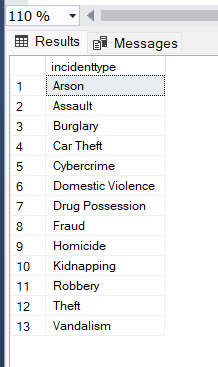 110 %
Results Messages
incidenttype
1 Arson
2 Assault
3 Burglary
4 Car Theft
5 Cybercrime
6 Domestic Violence
7 Drug Possession
8 Fraud
9 Homicide
10 Kidnapping
11 Robbery
12 Theft
13 Vandalism